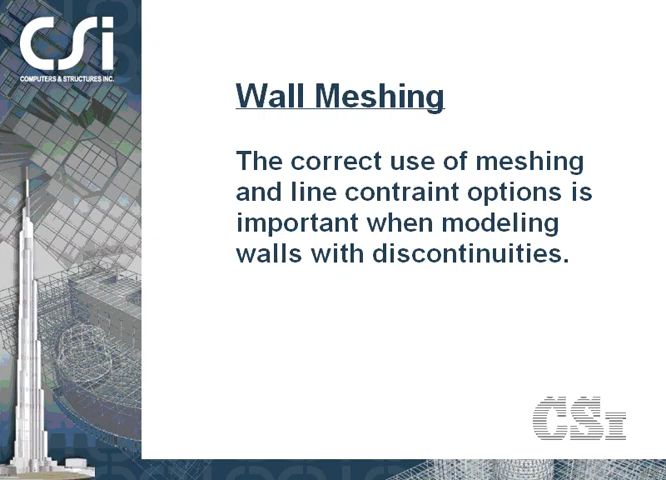 CSi
COMPUTERS & STRUCTURES INC.
Wall Meshing
The correct use of meshing
and line contraint options is
important when modeling
walls with discontinuities.
CSI